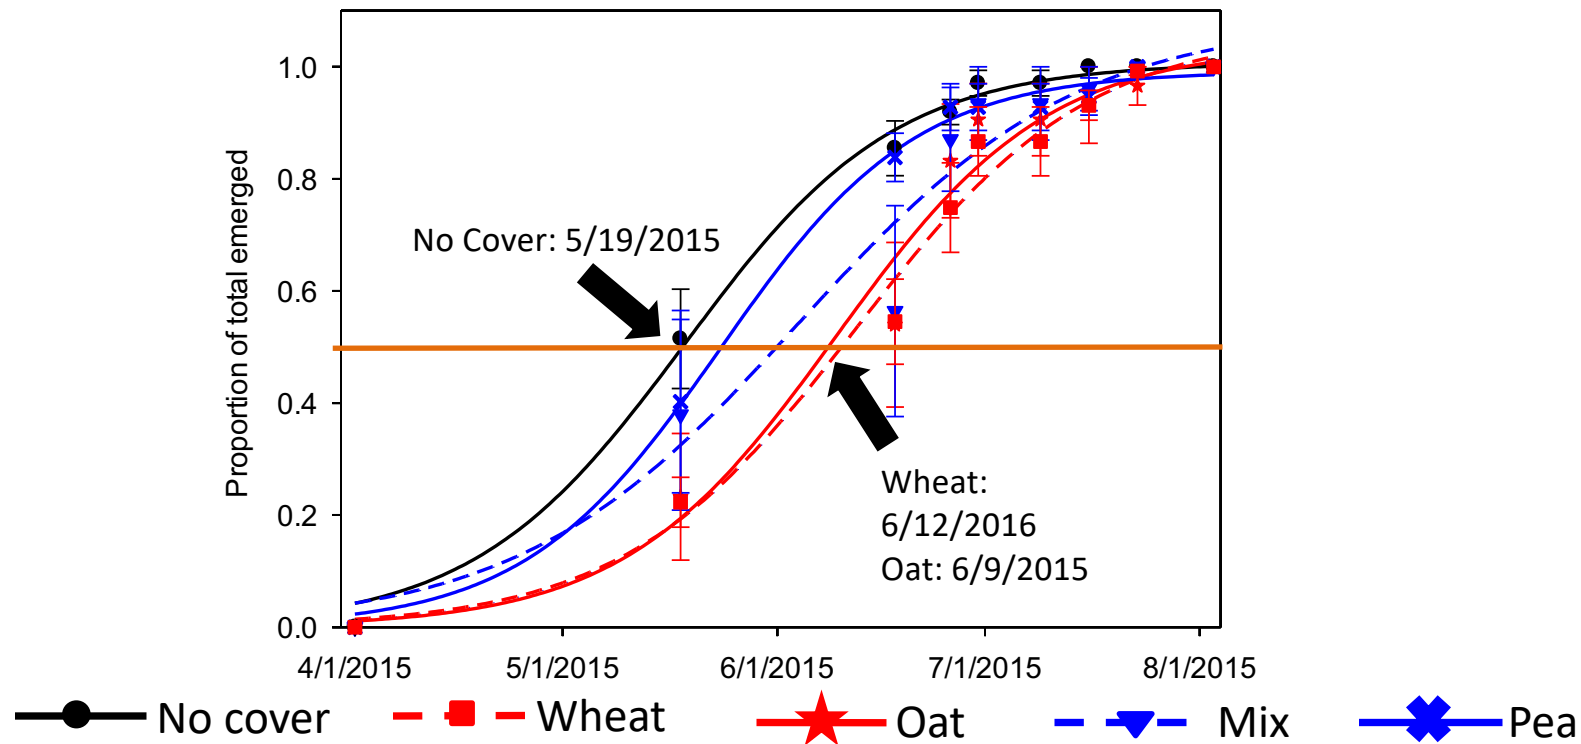 1.0
0.8
0.6
0.4
0.2
0.0
Proportion of total emerged
No Cover: 5/19/2015
Wheat:
6/12/2016
Oat: 6/9/2015
4/1/2015 5/1/2015 6/1/2015 7/1/2015 8/1/2015
No cover Wheat Oat Mix Pea